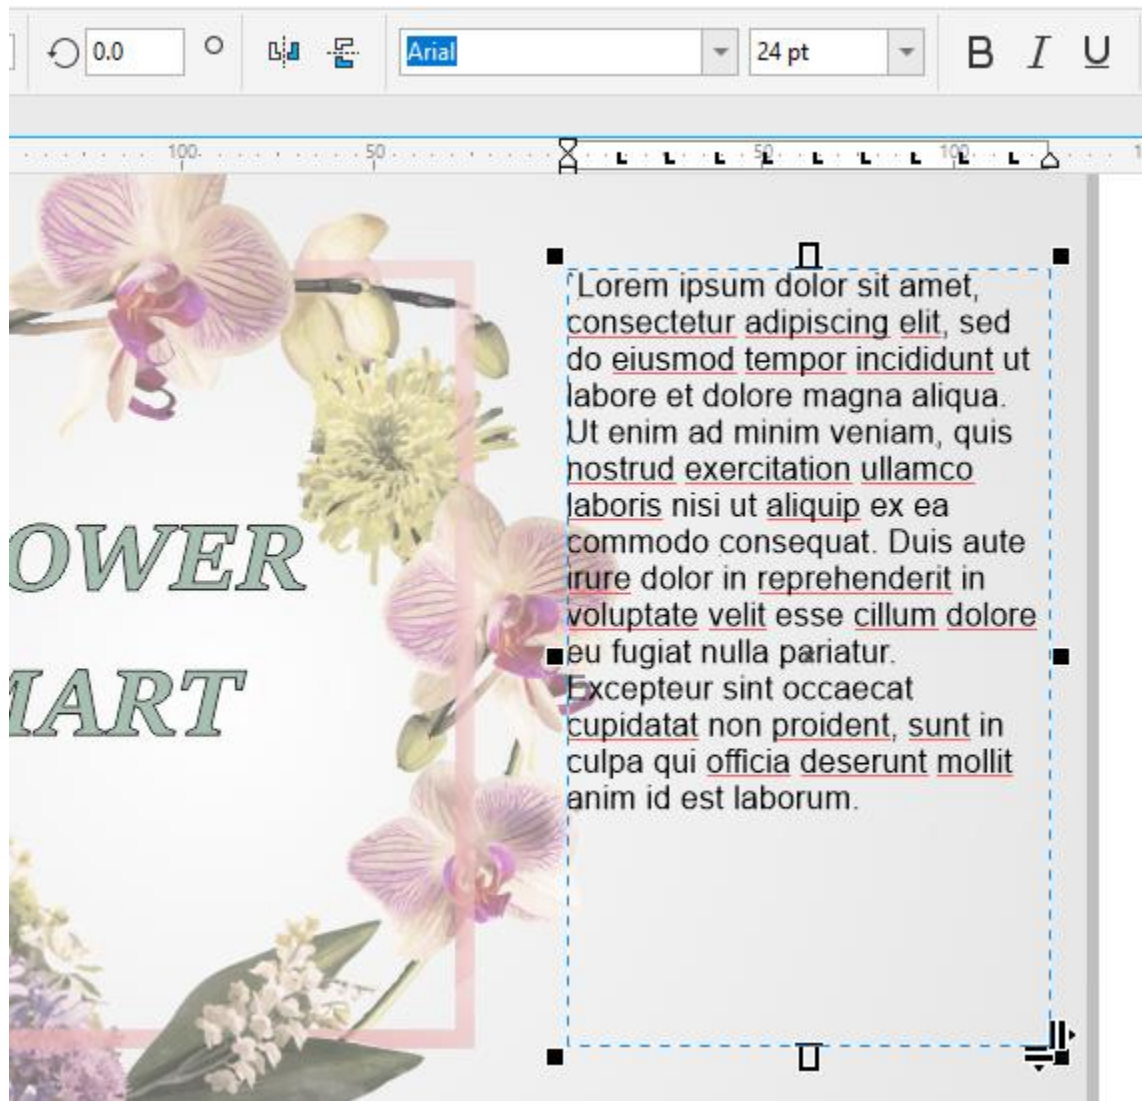 0.0
Arial
24 pt
B I U
100 50 50 100
OWER
MART
"Lorem ipsum dolor sit amet,
consectetur adipiscing elit, sed
do eiusmod tempor incididunt ut
labore et dolore magna aliqua.
Ut enim ad minim veniam, quis
nostrud exercitation ullamco
laboris nisi ut aliquip ex ea
commodo consequat. Duis aute
irure dolor in reprehenderit in
voluptate velit esse cillum dolore
eu fugiat nulla pariatur.
Excepteur sint occaecat
cupidatat non proident, sunt in
culpa qui officia deserunt mollit
anim id est laborum.